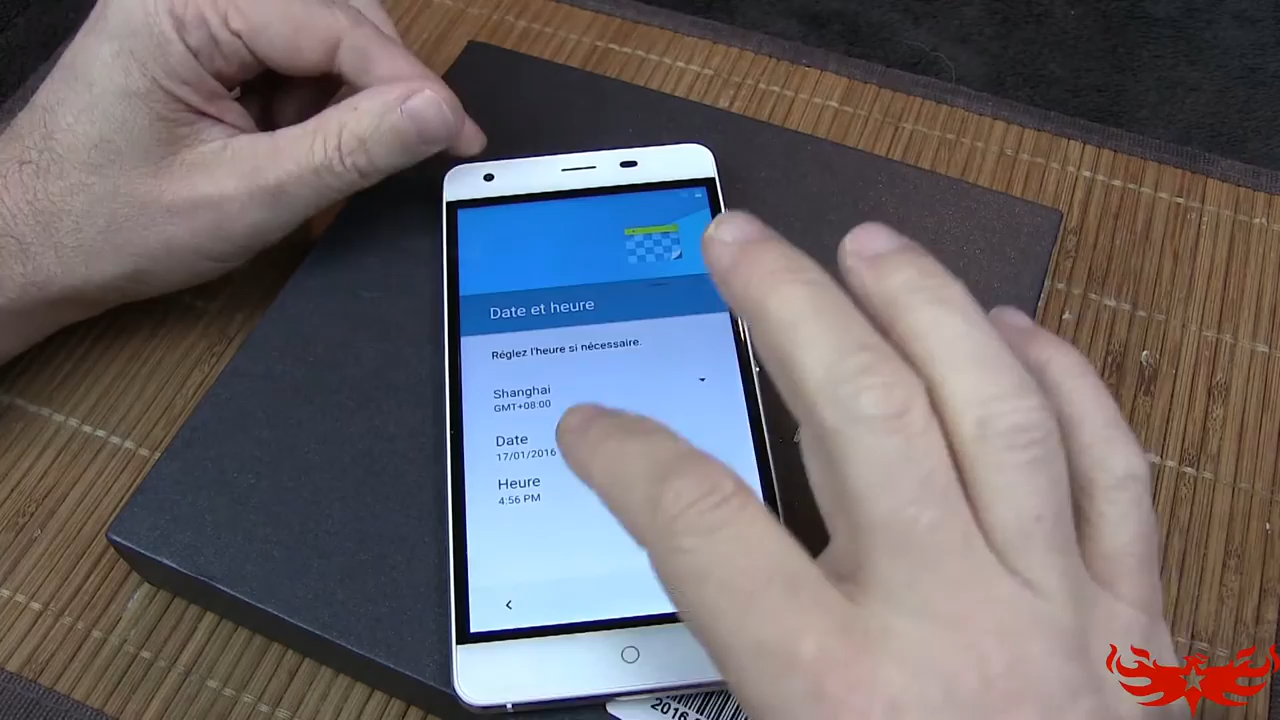 Date et heure
Réglez l'heure si nécessaire.
Shanghai
GMT+08:00
Date
17/01/2016
Heure
4:56 PM
2016